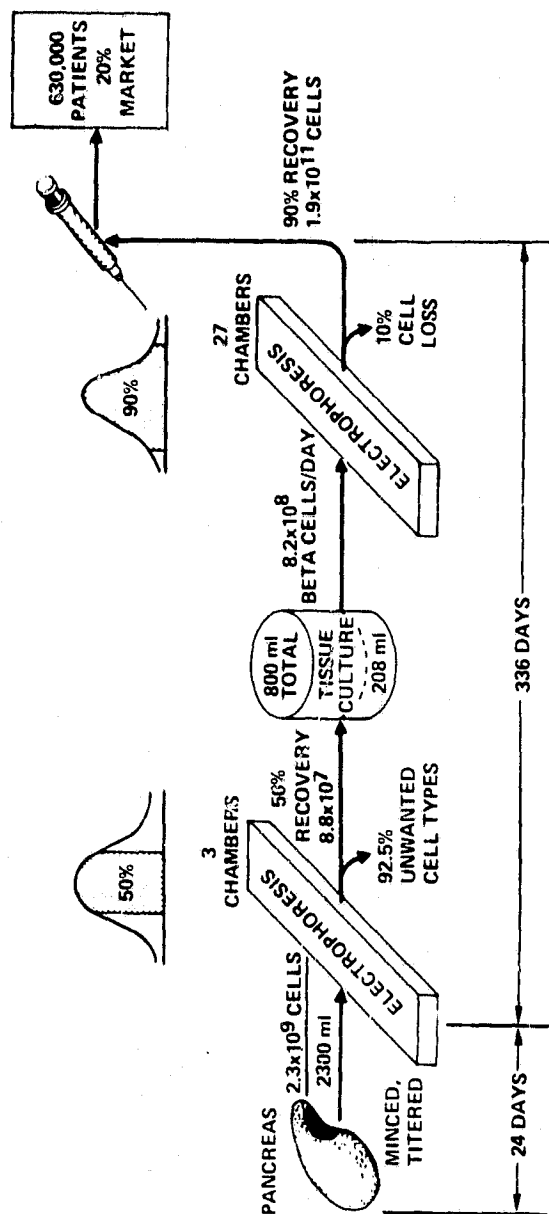 PANCREAS
2.3x10⁹ CELLS
2300 ml
MINCED,
TITERED
24 DAYS
50%
3
CHAMBERS
ELECTROPHORESIS
50%
RECOVERY
8.8x10⁷
92.5%
UNWANTED
CELL TYPES
800 ml
TOTAL
TISSUE
CULTURE
208 ml
8.2x10⁸
BETA CELLS/DAY
336 DAYS
90%
27
CHAMBERS
ELECTROPHORESIS
10%
CELL
LOSS
90% RECOVERY
1.9x10¹¹ CELLS
630,000
PATIENTS
20%
MARKET